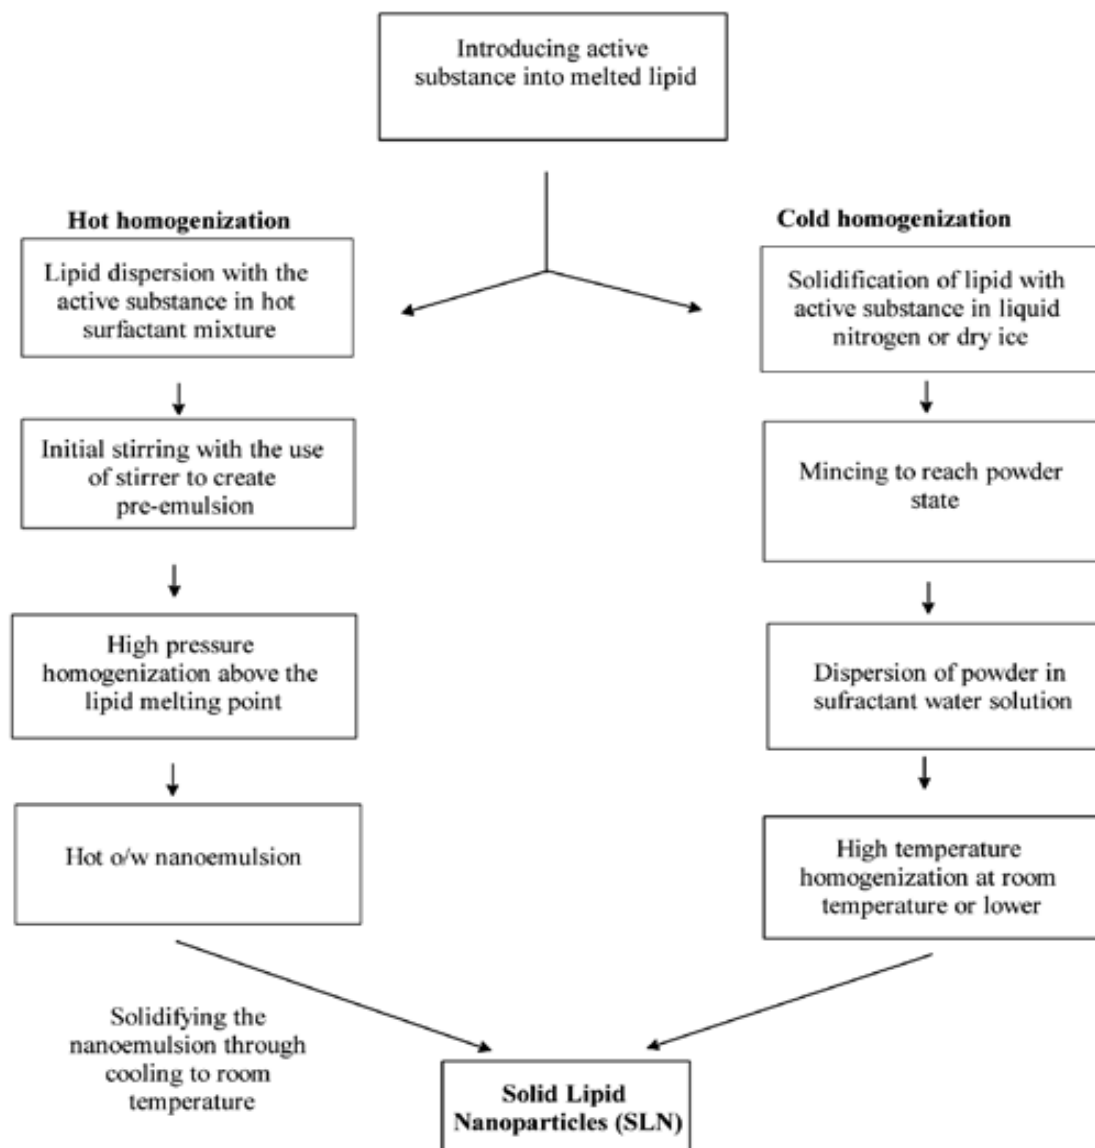 Introducing active
substance into melted lipid
Hot homogenization
Lipid dispersion with the
active substance in hot
surfactant mixture
Initial stirring with the use
of stirrer to create
pre-emulsion
High pressure
homogenization above the
lipid melting point
Hot o/w nanoemulsion
Solidifying the
nanoemulsion through
cooling to room
temperature
Cold homogenization
Solidification of lipid with
active substance in liquid
nitrogen or dry ice
Mincing to reach powder
state
Dispersion of powder in
sufractant water solution
High temperature
homogenization at room
temperature or lower
Solid Lipid
Nanoparticles (SLN)